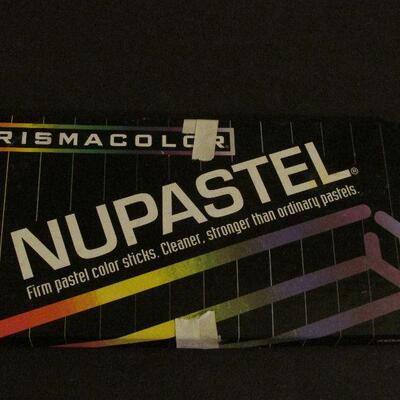 RISMACOLOR
NUPASTEL®
Firm pastel color sticks. Cleaner, stronger than ordinary pastels.